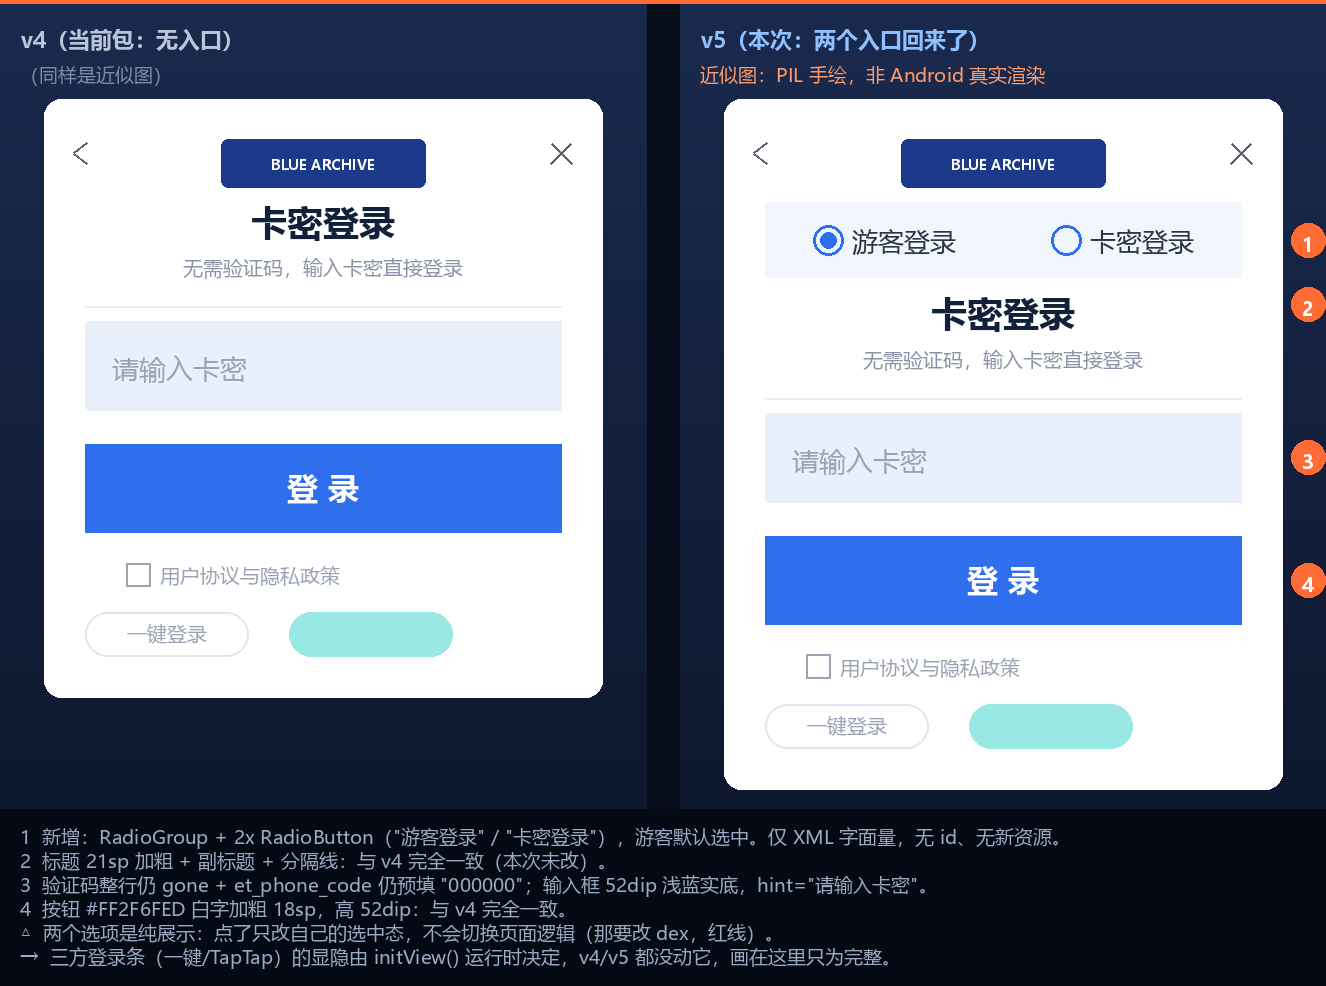 v4（当前包：无入口）
（同样是近似图）
BLUE ARCHIVE
卡密登录
无需验证码，输入卡密直接登录
请输入卡密
登 录
用户协议与隐私政策
一键登录
v5（本次：两个入口回来了）
近似图：PIL 手绘，非 Android 真实渲染
BLUE ARCHIVE
游客登录 卡密登录
1
卡密登录
2
无需验证码，输入卡密直接登录
请输入卡密
3
登 录
4
用户协议与隐私政策
一键登录
1 新增：RadioGroup + 2x RadioButton（"游客登录" / "卡密登录"），游客默认选中。仅 XML 字面量，无 id、无新资源。
2 标题 21sp 加粗 + 副标题 + 分隔线：与 v4 完全一致（本次未改）。
3 验证码整行仍 gone + et_phone_code 仍预填 "000000"；输入框 52dip 浅蓝实底，hint="请输入卡密"。
4 按钮 #FF2F6FED 白字加粗 18sp，高 52dip：与 v4 完全一致。
▵ 两个选项是纯展示：点了只改自己的选中态，不会切换页面逻辑（那要改 dex，红线）。
→ 三方登录条（一键/TapTap）的显隐由 initView() 运行时决定，v4/v5 都没动它，画在这里只为完整。